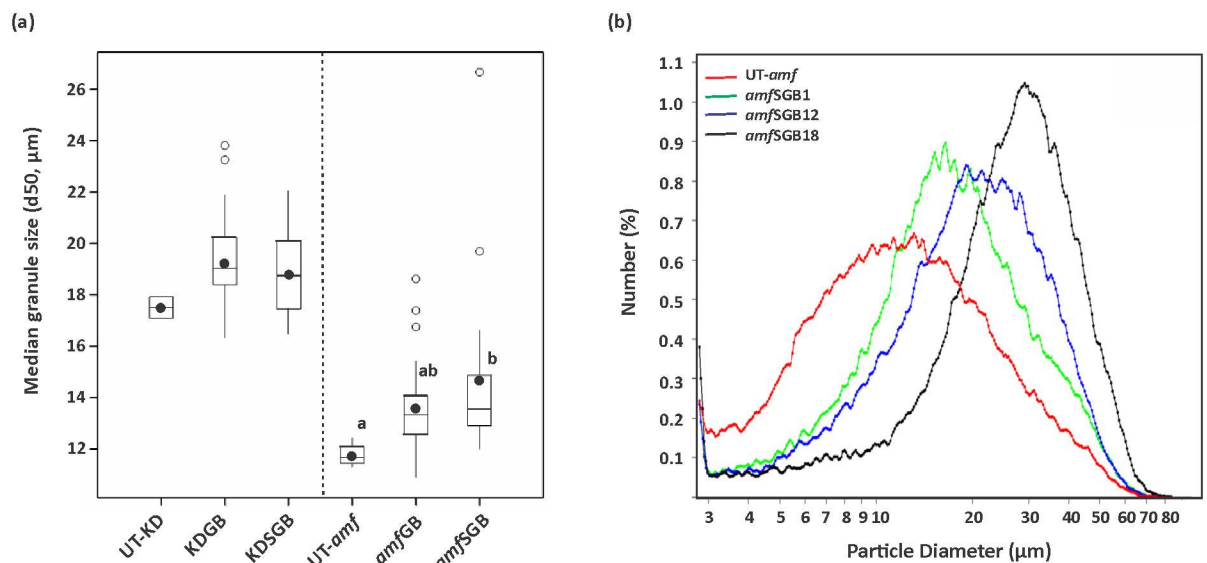 (a)
Median granule size (d50, µm)
26
24
22
20
18
16
14
12
a
ab
b
UT-KD
KDGB
KDSGB
UT-amf
amfGB
amfSGB
(b)
Number (%)
1.1
1.0
0.9
0.8
0.7
0.6
0.5
0.4
0.3
0.2
0.1
UT-amf
amfSGB1
amfSGB12
amfSGB18
3 4 5 6 7 8 9 10 20 30 40 50 60 70 80
Particle Diameter (µm)